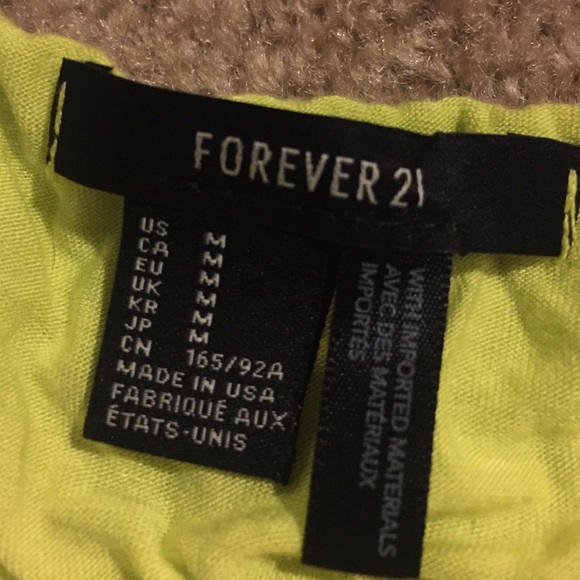 FOREVER 21
US M
CA M
EU M
UK M
KR M
JP M
CN 165/92A
MADE IN USA
FABRIQUÉ AUX
ÉTATS-UNIS
WITH IMPORTED MATERIALS
AVEC DES MATÉRIAUX
IMPORTÉS